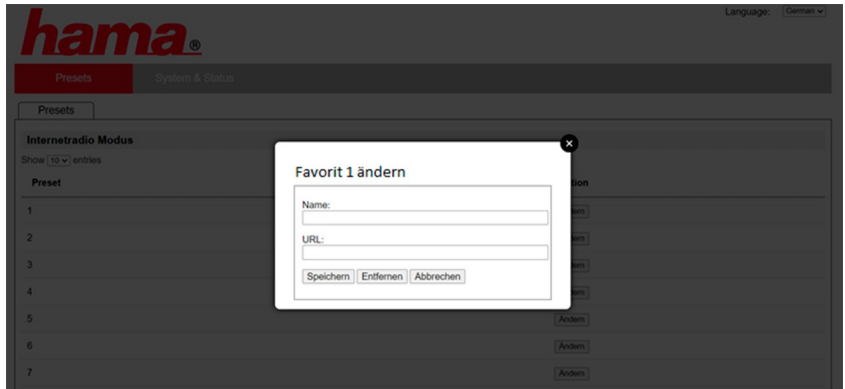 Language: German
hama®
Presets System & Status
Presets
Internetradio Modus
Show 10 entries
Preset
1
2
3
4
5 Ändern
6 Ändern
7 Ändern
Favorit 1 ändern
Name:
URL:
Speichern Entfernen Abbrechen